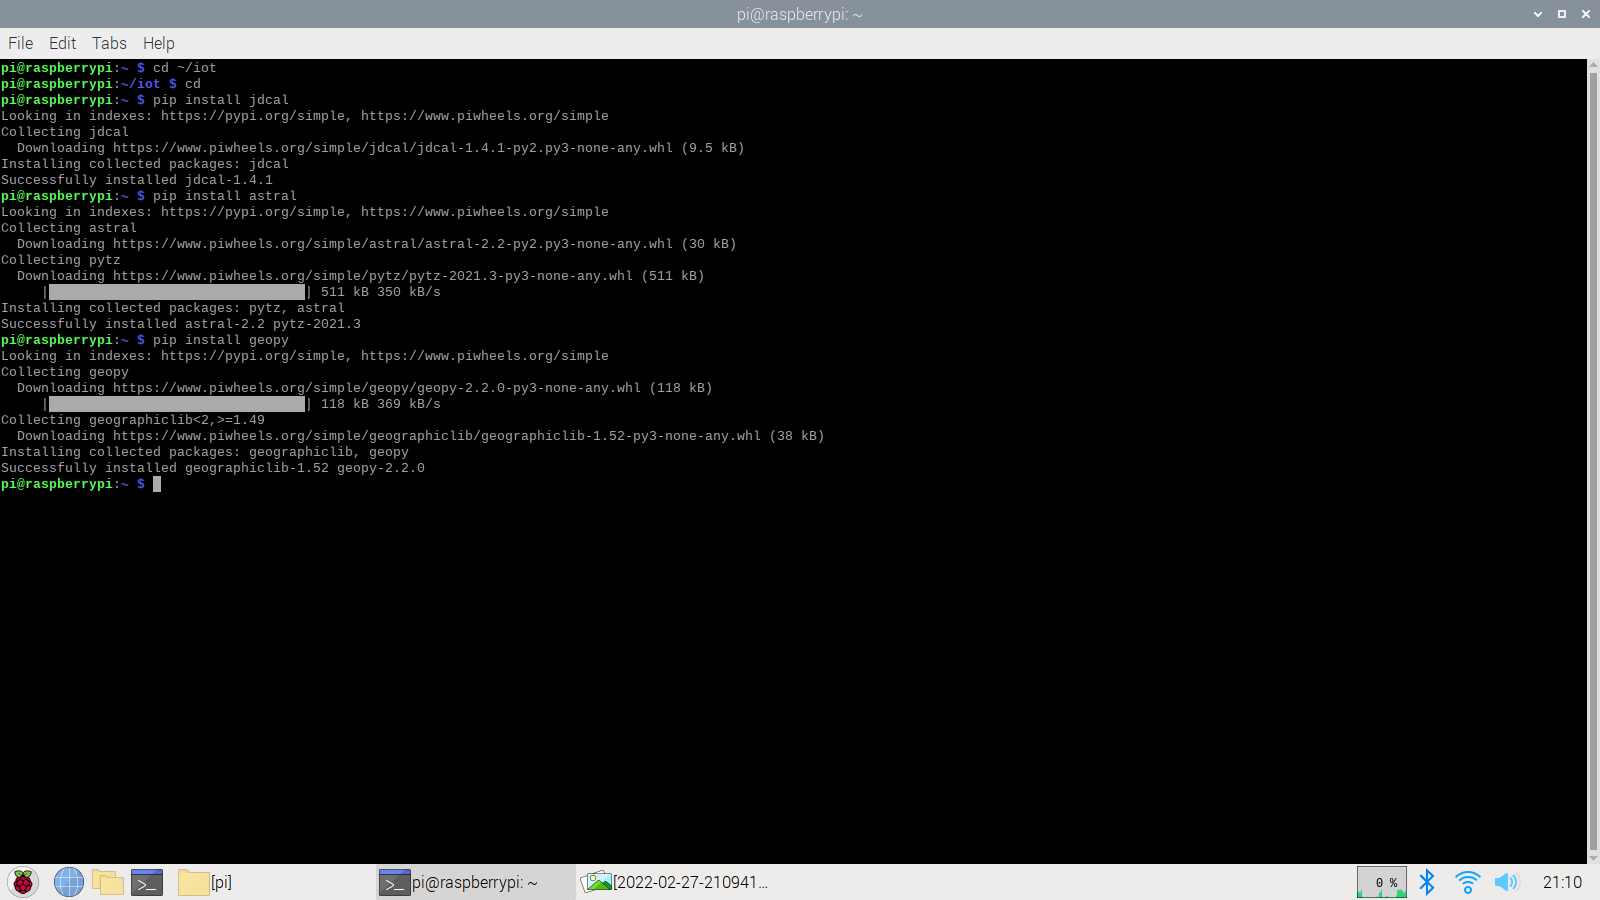 pi@raspberrypi: ~
File Edit Tabs Help
pi@raspberrypi:~ $ cd ~/iot
pi@raspberrypi:~/iot $ cd
pi@raspberrypi:~ $ pip install jdcal
Looking in indexes: https://pypi.org/simple, https://www.piwheels.org/simple
Collecting jdcal
  Downloading https://www.piwheels.org/simple/jdcal/jdcal-1.4.1-py2.py3-none-any.whl (9.5 kB)
Installing collected packages: jdcal
Successfully installed jdcal-1.4.1
pi@raspberrypi:~ $ pip install astral
Looking in indexes: https://pypi.org/simple, https://www.piwheels.org/simple
Collecting astral
  Downloading https://www.piwheels.org/simple/astral/astral-2.2-py2.py3-none-any.whl (30 kB)
Collecting pytz
  Downloading https://www.piwheels.org/simple/pytz/pytz-2021.3-py3-none-any.whl (511 kB)
     |████████████████████████████████| 511 kB 350 kB/s
Installing collected packages: pytz, astral
Successfully installed astral-2.2 pytz-2021.3
pi@raspberrypi:~ $ pip install geopy
Looking in indexes: https://pypi.org/simple, https://www.piwheels.org/simple
Collecting geopy
  Downloading https://www.piwheels.org/simple/geopy/geopy-2.2.0-py3-none-any.whl (118 kB)
     |████████████████████████████████| 118 kB 369 kB/s
Collecting geographiclib<2,>=1.49
  Downloading https://www.piwheels.org/simple/geographiclib/geographiclib-1.52-py3-none-any.whl (38 kB)
Installing collected packages: geographiclib, geopy
Successfully installed geographiclib-1.52 geopy-2.2.0
pi@raspberrypi:~ $
[pi] pi@raspberrypi: ~ [2022-02-27-210941... 0 % 21:10